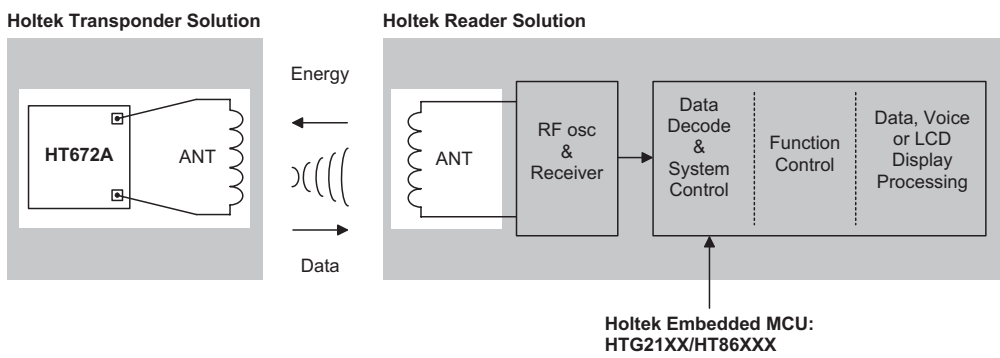 Holtek Transponder Solution
Holtek Reader Solution
HT672A
ANT
Energy
Data
ANT
RF osc
&
Receiver
Data
Decode
&
System
Control
Function
Control
Data, Voice
or LCD
Display
Processing
Holtek Embedded MCU:
HTG21XX/HT86XXX